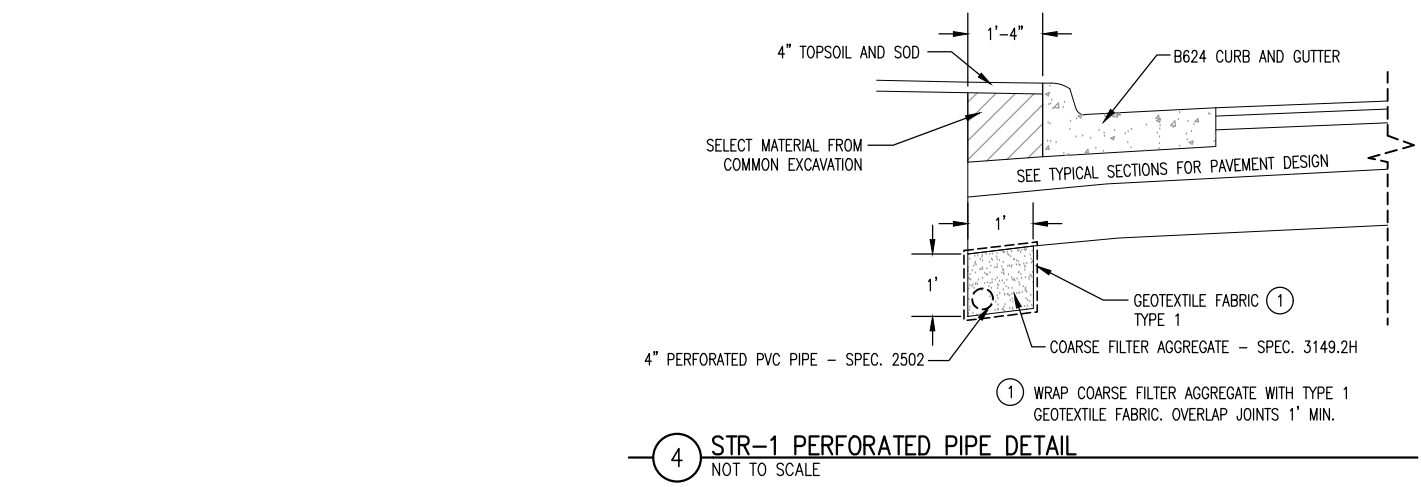 1'-4"
4" TOPSOIL AND SOD
B624 CURB AND GUTTER
SELECT MATERIAL FROM
COMMON EXCAVATION
SEE TYPICAL SECTIONS FOR PAVEMENT DESIGN
1'
1'
GEOTEXTILE FABRIC 1
TYPE 1
COARSE FILTER AGGREGATE – SPEC. 3149.2H
4" PERFORATED PVC PIPE – SPEC. 2502
1 WRAP COARSE FILTER AGGREGATE WITH TYPE 1
GEOTEXTILE FABRIC. OVERLAP JOINTS 1' MIN.
4 STR–1 PERFORATED PIPE DETAIL
NOT TO SCALE